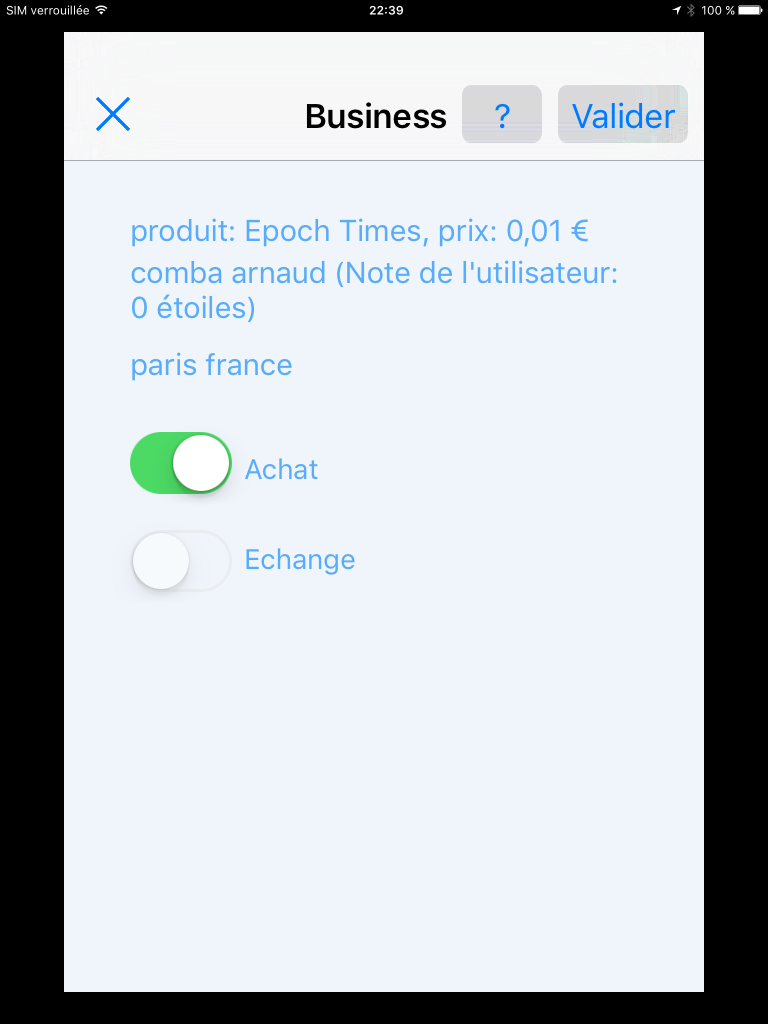 SIM verrouillée 22:39 100 %
Business ? Valider
produit: Epoch Times, prix: 0,01 €
comba arnaud (Note de l'utilisateur:
0 étoiles)
paris france
Achat
Echange